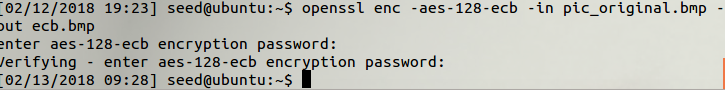 [02/12/2018 19:23] seed@ubuntu:~$ openssl enc -aes-128-ecb -in pic_original.bmp -
out ecb.bmp
enter aes-128-ecb encryption password:
Verifying - enter aes-128-ecb encryption password:
[02/13/2018 09:28] seed@ubuntu:~$